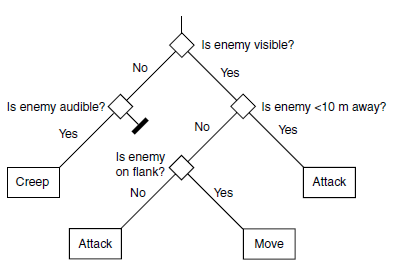 Is enemy visible?
No
Yes
Is enemy audible?
Is enemy <10 m away?
Yes
No
Yes
Is enemy
on flank?
Creep
No
Yes
Attack
Attack
Move